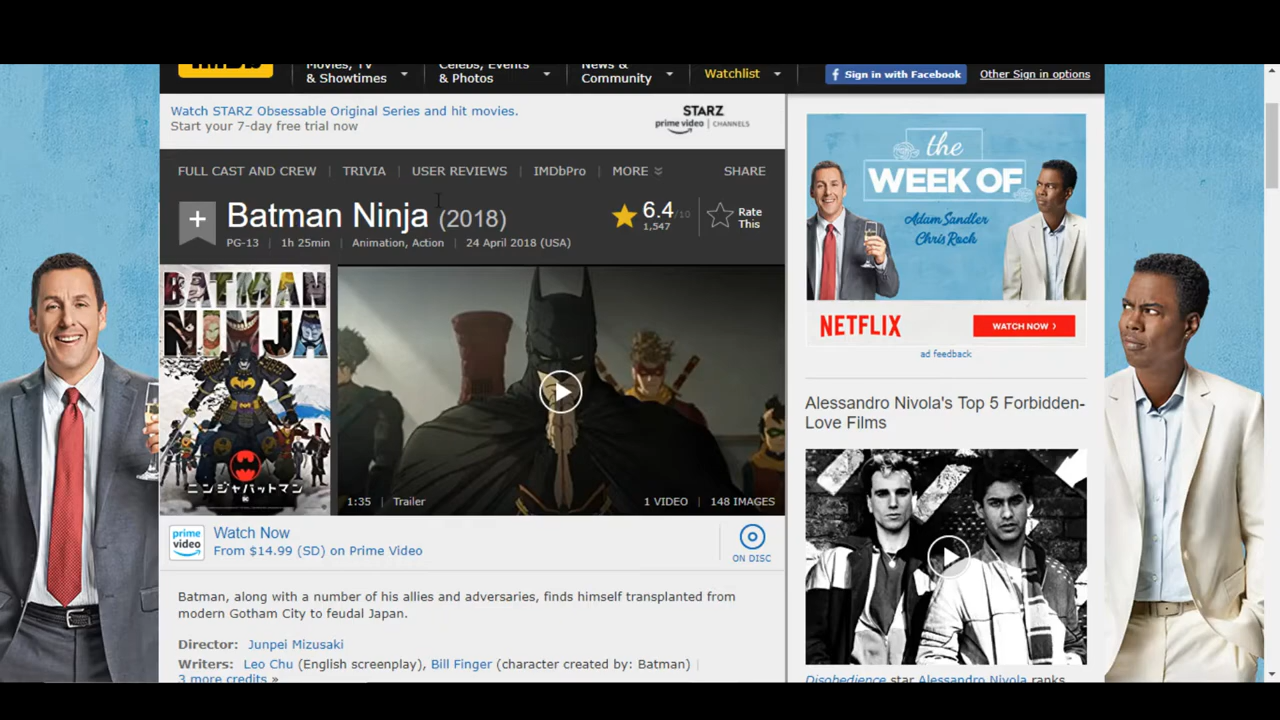 IMDb
Movies, TV
& Showtimes
Celebs, Events
& Photos
News &
Community
Watchlist
Sign in with Facebook
Other Sign in options
Watch STARZ Obsessable Original Series and hit movies.
Start your 7-day free trial now
STARZ
prime video | CHANNELS
FULL CAST AND CREW | TRIVIA | USER REVIEWS | IMDbPro | MORE
SHARE
+ Batman Ninja (2018)
6.4/10
1,547
Rate
This
PG-13 | 1h 25min | Animation, Action | 24 April 2018 (USA)
BATMAN
NINJA
ニンジャバットマン
1:35 Trailer
1 VIDEO | 148 IMAGES
prime
video
Watch Now
From $14.99 (SD) on Prime Video
ON DISC
Batman, along with a number of his allies and adversaries, finds himself transplanted from
modern Gotham City to feudal Japan.
Director: Junpei Mizusaki
Writers: Leo Chu (English screenplay), Bill Finger (character created by: Batman) |
3 more credits »
the
WEEK OF
Adam Sandler
Chris Rock
NETFLIX
WATCH NOW ›
ad feedback
Alessandro Nivola's Top 5 Forbidden-
Love Films
Disobedience star Alessandro Nivola ranks